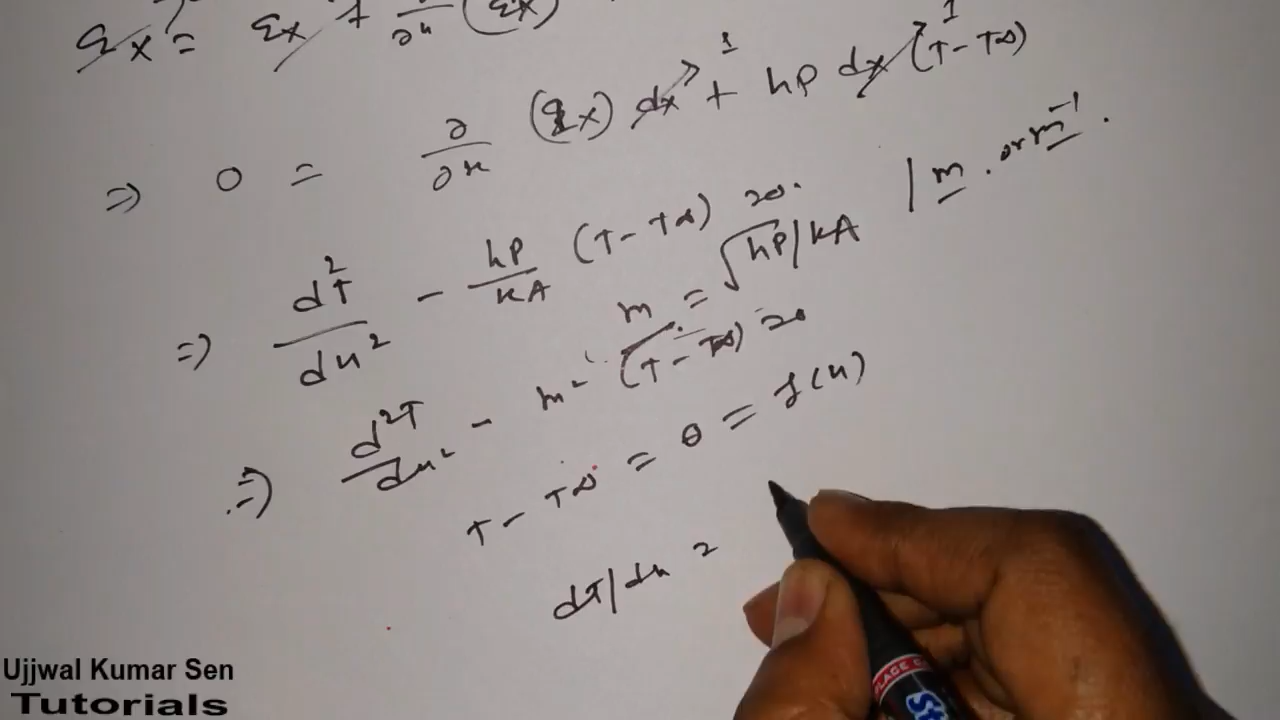 qx = qx + ∂/∂x (qx)
⇒ 0 = ∂/∂x (qx) dx + hP dx (T - T∞)
⇒ d²T/dx² - hP/kA (T - T∞) = 0.
m = √hP/kA | m. or m⁻¹.
⇒ d²T/dx² - m² (T - T∞) = 0
T - T∞ = θ = f(x)
dT/dx =
Ujjwal Kumar Sen
Tutorials